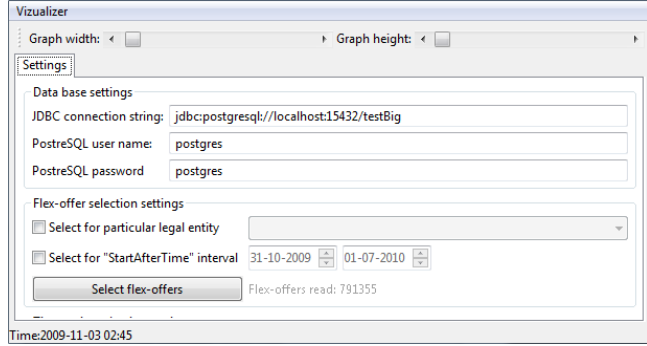 Vizualizer
Graph width: Graph height:
Settings
Data base settings
JDBC connection string: jdbc:postgresql://localhost:15432/testBig
PostreSQL user name: postgres
PostreSQL password postgres
Flex-offer selection settings
Select for particular legal entity
Select for "StartAfterTime" interval 31-10-2009 01-07-2010
Select flex-offers Flex-offers read: 791355
Time:2009-11-03 02:45